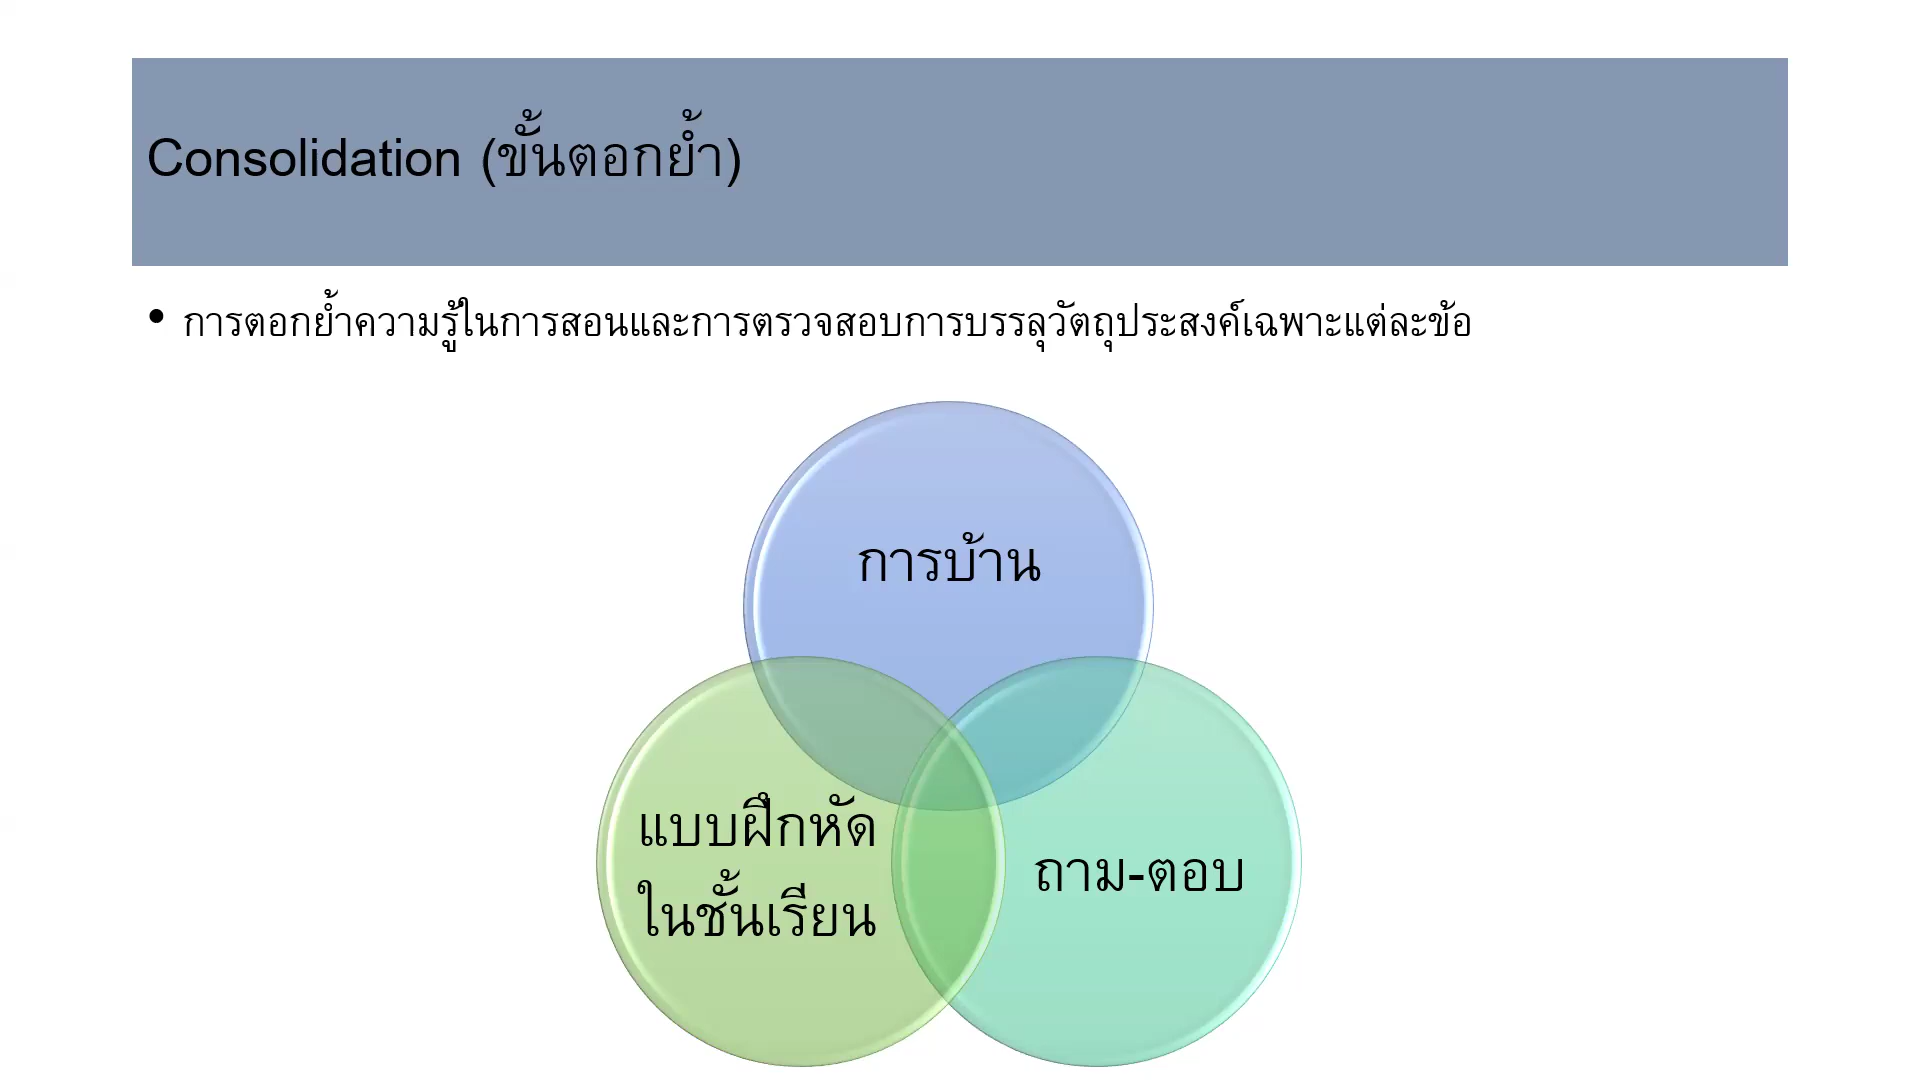 Consolidation (ขั้นตอกย้ำ)
• การตอกย้ำความรู้ในการสอนและการตรวจสอบการบรรลุวัตถุประสงค์เฉพาะแต่ละข้อ
การบ้าน
แบบฝึกหัด
ในชั้นเรียน
ถาม-ตอบ